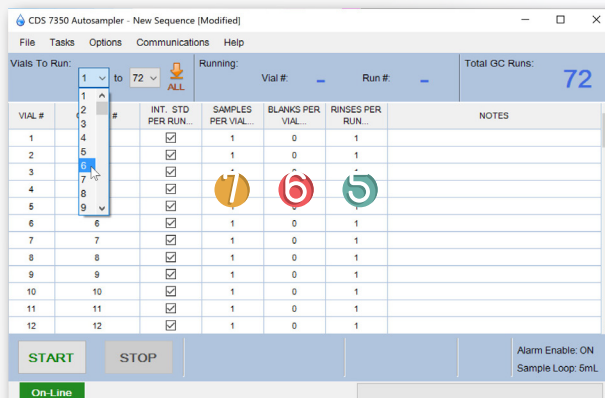 CDS 7350 Autosampler - New Sequence [Modified]
File Tasks Options Communications Help
Vials To Run: Running: Total GC Runs:
1 to 72 ALL Vial #: - Run #: - 72
1
2
3
4
5
6
7
8
9
VIAL # # INT. STD PER RUN... SAMPLES PER VIAL... BLANKS PER VIAL... RINSES PER RUN... NOTES
1 1 0 1
2 1 0 1
3
4
5
7 6 5
6 6 1 0 1
7 7 1 0 1
8 8 1 0 1
9 9 1 0 1
10 10 1 0 1
11 11 1 0 1
12 12 1 0 1
START STOP
Alarm Enable: ON
Sample Loop: 5mL
On-Line